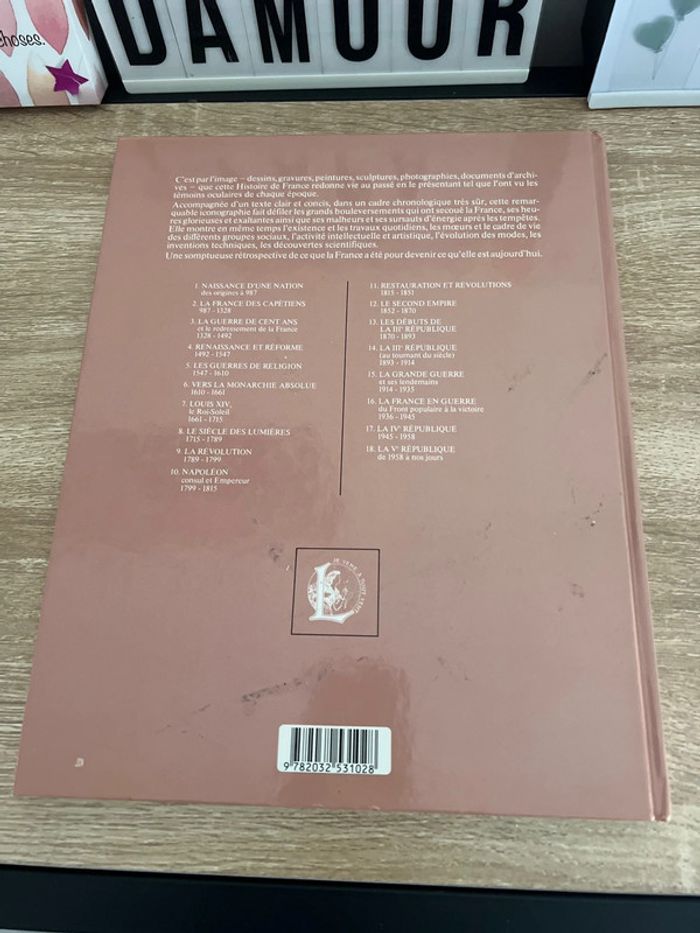 choses.
DAMOUR
C'est par l'image – dessins, gravures, peintures, sculptures, photographies, documents d'archi-
ves – que cette Histoire de France redonne vie au passé en le présentant tel que l'ont vu les
témoins oculaires de chaque époque.
Accompagnée d'un texte clair et concis, dans un cadre chronologique très sûr, cette remar-
quable iconographie fait défiler les grands bouleversements qui ont secoué la France, ses heu-
res glorieuses et exaltantes ainsi que ses malheurs et ses sursauts d'énergie après les tempêtes.
Elle montre en même temps l'existence et les travaux quotidiens, les mœurs et le cadre de vie
des différents groupes sociaux, l'activité intellectuelle et artistique, l'évolution des modes, les
inventions techniques, les découvertes scientifiques.
Une somptueuse rétrospective de ce que la France a été pour devenir ce qu'elle est aujourd'hui.
1. NAISSANCE D'UNE NATION
des origines à 987
2. LA FRANCE DES CAPÉTIENS
987 - 1328
3. LA GUERRE DE CENT ANS
et le redressement de la France
1328 - 1492
4. RENAISSANCE ET RÉFORME
1492 - 1547
5. LES GUERRES DE RELIGION
1547 - 1610
6. VERS LA MONARCHIE ABSOLUE
1610 - 1661
7. LOUIS XIV,
le Roi-Soleil
1661 - 1715
8. LE SIÈCLE DES LUMIÈRES
1715 - 1789
9. LA RÉVOLUTION
1789 - 1799
10. NAPOLÉON
consul et Empereur
1799 - 1815
11. RESTAURATION ET RÉVOLUTIONS
1815 - 1851
12. LE SECOND EMPIRE
1852 - 1870
13. LES DÉBUTS DE
LA IIIe RÉPUBLIQUE
1870 - 1893
14. LA IIIe RÉPUBLIQUE
(au tournant du siècle)
1893 - 1914
15. LA GRANDE GUERRE
et ses lendemains
1914 - 1935
16. LA FRANCE EN GUERRE
du Front populaire à la victoire
1936 - 1945
17. LA IVe RÉPUBLIQUE
1945 - 1958
18. LA Ve RÉPUBLIQUE
de 1958 à nos jours
JE SÈME À TOUT VENT
L
9 782032 531028